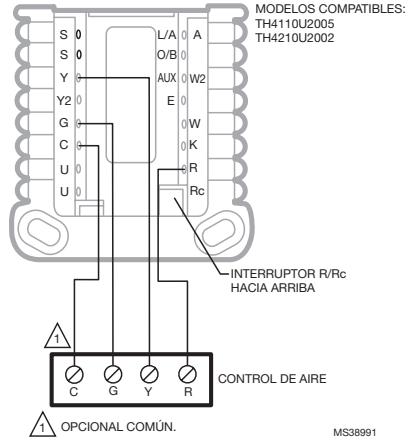 MODELOS COMPATIBLES:
TH4110U2005
TH4210U2002
S L/A A
S O/B
Y AUX W2
Y2 E
G W
C K
U R
U Rc
INTERRUPTOR R/Rc
HACIA ARRIBA
1
C G Y R
CONTROL DE AIRE
1 OPCIONAL COMÚN.
MS38991